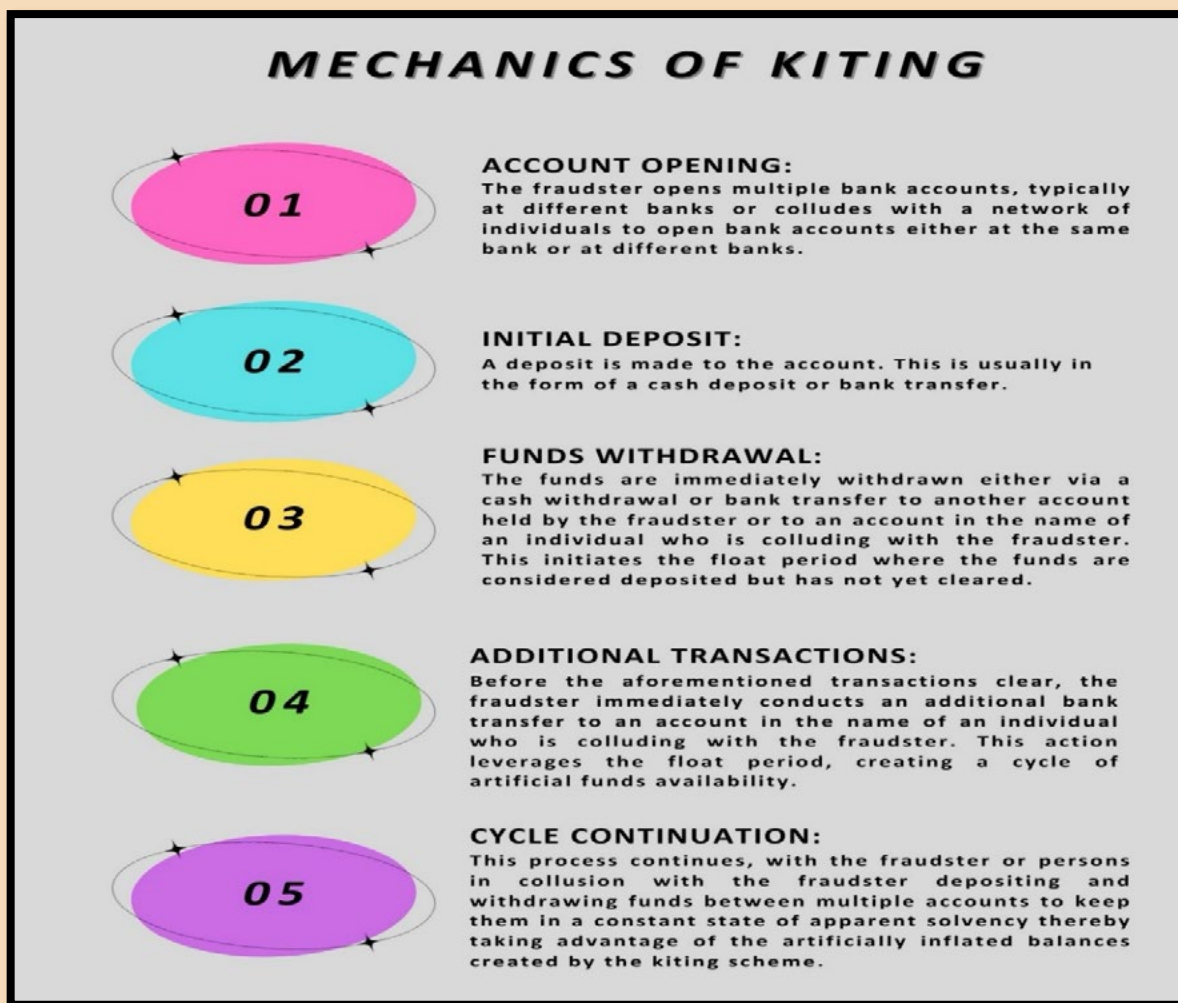 MECHANICS OF KITING
01
ACCOUNT OPENING:
The fraudster opens multiple bank accounts, typically
at different banks or colludes with a network of
individuals to open bank accounts either at the same
bank or at different banks.
02
INITIAL DEPOSIT:
A deposit is made to the account. This is usually in
the form of a cash deposit or bank transfer.
03
FUNDS WITHDRAWAL:
The funds are immediately withdrawn either via a
cash withdrawal or bank transfer to another account
held by the fraudster or to an account in the name of
an individual who is colluding with the fraudster.
This initiates the float period where the funds are
considered deposited but has not yet cleared.
04
ADDITIONAL TRANSACTIONS:
Before the aforementioned transactions clear, the
fraudster immediately conducts an additional bank
transfer to an account in the name of an individual
who is colluding with the fraudster. This action
leverages the float period, creating a cycle of
artificial funds availability.
05
CYCLE CONTINUATION:
This process continues, with the fraudster or persons
in collusion with the fraudster depositing and
withdrawing funds between multiple accounts to keep
them in a constant state of apparent solvency thereby
taking advantage of the artificially inflated balances
created by the kiting scheme.